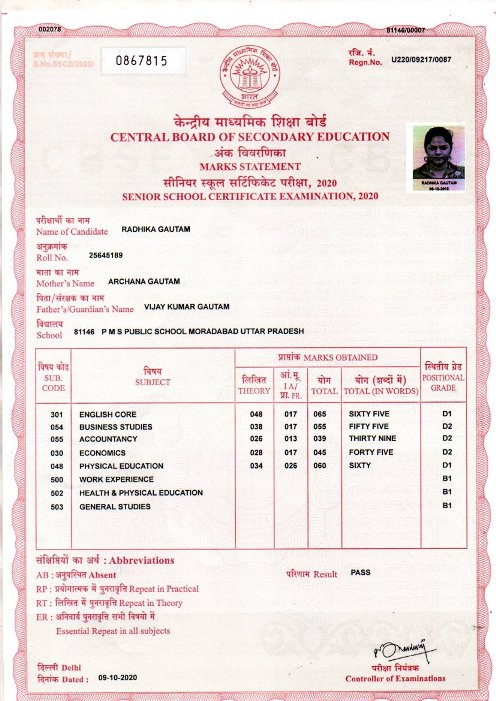 002078
81146/00007
क्रम संख्या/
S.No.BSCE/2020/
0867815
रजि. नं.
Regn.No. U220/09217/0087
भारत
केन्द्रीय माध्यमिक शिक्षा बोर्ड
CENTRAL BOARD OF SECONDARY EDUCATION
अंक विवरणिका
MARKS STATEMENT
सीनियर स्कूल सर्टिफिकेट परीक्षा, 2020
SENIOR SCHOOL CERTIFICATE EXAMINATION, 2020
RADHIKA GAUTAM
परीक्षार्थी का नाम
Name of Candidate RADHIKA GAUTAM
अनुक्रमांक
Roll No. 25645189
माता का नाम
Mother's Name ARCHANA GAUTAM
पिता/संरक्षक का नाम
Father's/Guardian's Name VIJAY KUMAR GAUTAM
विद्यालय
School 81146 P M S PUBLIC SCHOOL MORADABAD UTTAR PRADESH
विषय कोड SUB. CODE
विषय SUBJECT
प्राप्तांक MARKS OBTAINED
लिखित THEORY
आं.मू. I A/ प्रा. PR.
योग TOTAL
योग (शब्दों में) TOTAL (IN WORDS)
स्थितीय ग्रेड POSITIONAL GRADE
301 ENGLISH CORE 048 017 065 SIXTY FIVE D1
054 BUSINESS STUDIES 038 017 055 FIFTY FIVE D2
055 ACCOUNTANCY 026 013 039 THIRTY NINE D2
030 ECONOMICS 028 017 045 FORTY FIVE D2
048 PHYSICAL EDUCATION 034 026 060 SIXTY D1
500 WORK EXPERIENCE B1
502 HEALTH & PHYSICAL EDUCATION B1
503 GENERAL STUDIES B1
संक्षिप्तियों का अर्थ : Abbreviations
AB : अनुपस्थित Absent
परिणाम Result PASS
RP : प्रयोगात्मक में पुनरावृत्ति Repeat in Practical
RT : लिखित में पुनरावृत्ति Repeat in Theory
ER : अनिवार्य पुनरावृत्ति सभी विषयों में
Essential Repeat in all subjects
दिल्ली Delhi
दिनांक Dated : 09-10-2020
परीक्षा नियंत्रक
Controller of Examinations